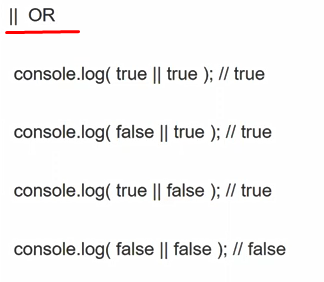 || OR
console.log( true || true ); // true
console.log( false || true ); // true
console.log( true || false ); // true
console.log( false || false ); // false